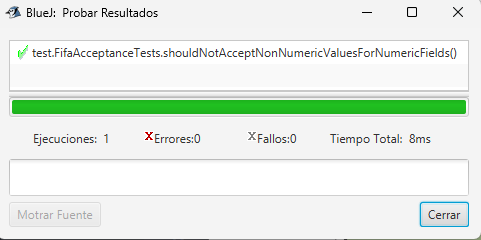 BlueJ: Probar Resultados
test.FifaAcceptanceTests.shouldNotAcceptNonNumericValuesForNumericFields()
Ejecuciones: 1 Errores:0 Fallos:0 Tiempo Total: 8ms
Motrar Fuente Cerrar